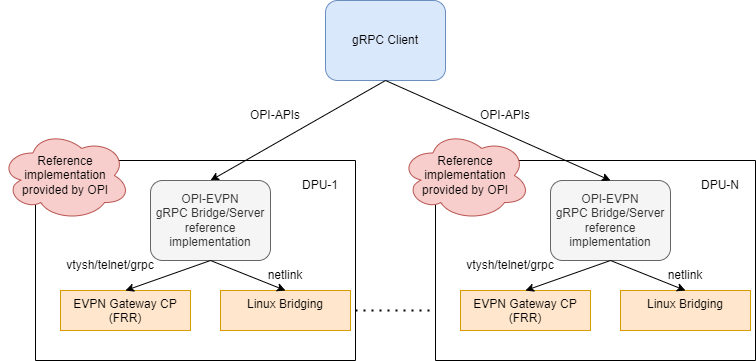 gRPC Client
OPI-APIs
OPI-APIs
Reference
implementation
provided by OPI
DPU-1
OPI-EVPN
gRPC Bridge/Server
reference
implementation
vtysh/telnet/grpc
netlink
EVPN Gateway CP
(FRR)
Linux Bridging
Reference
implementation
provided by OPI
DPU-N
OPI-EVPN
gRPC Bridge/Server
reference
implementation
vtysh/telnet/grpc
netlink
EVPN Gateway CP
(FRR)
Linux Bridging